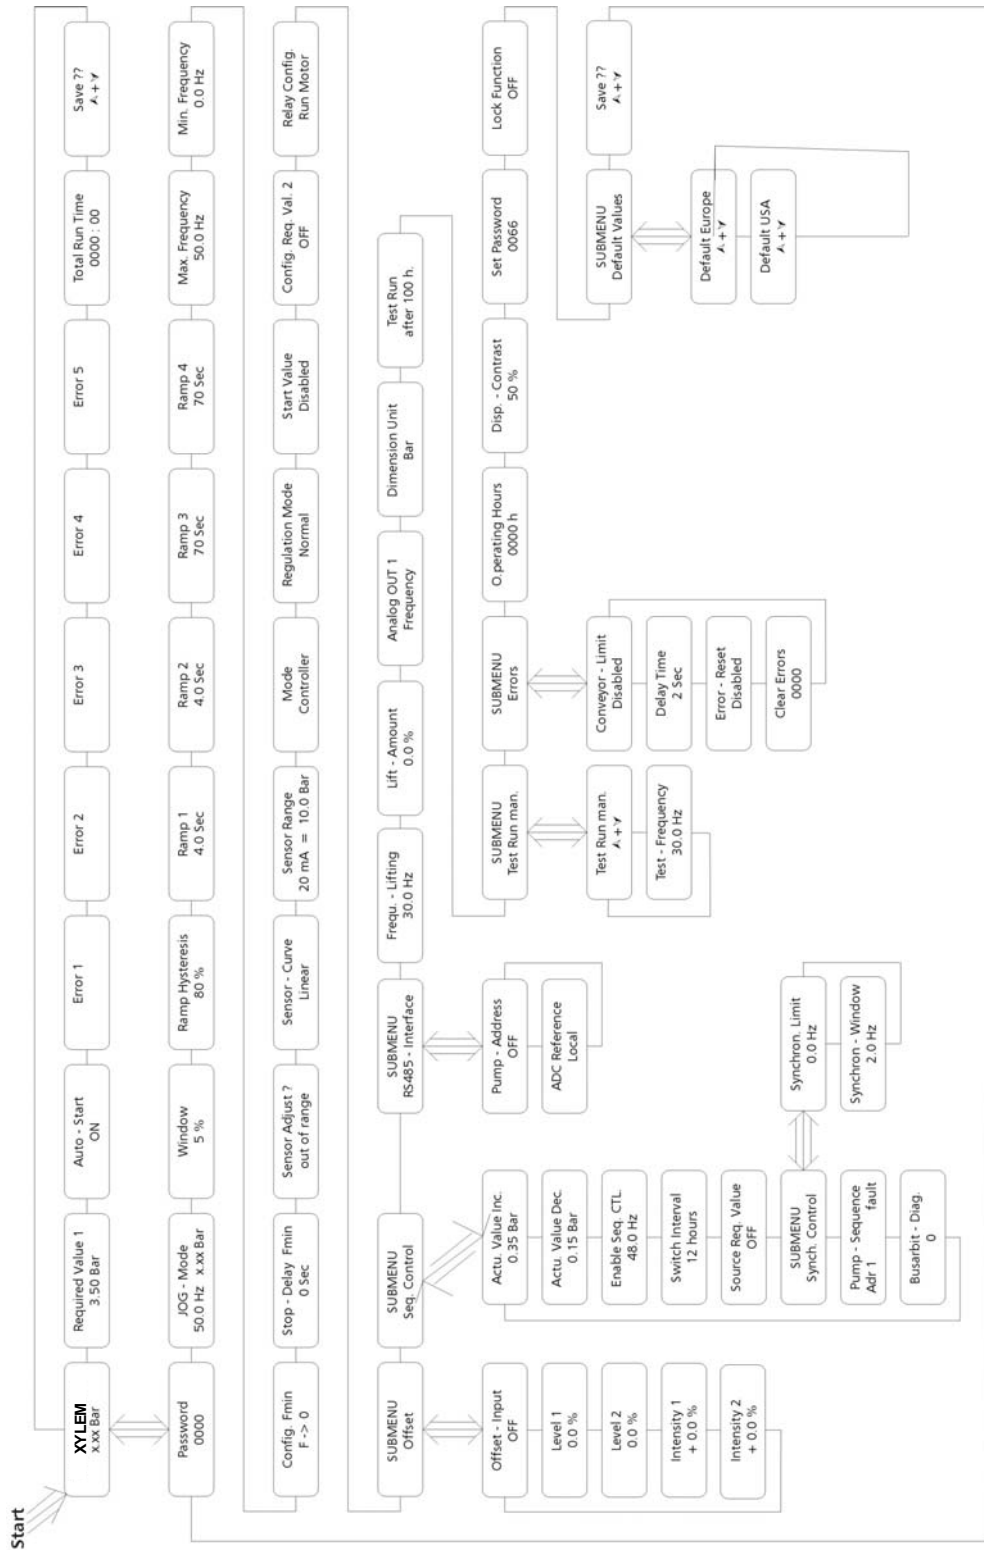 Start
XYLEM
x.xx Bar
Required Value 1
3.50 Bar
Auto - Start
ON
Error 1
Error 2
Error 3
Error 4
Error 5
Total Run Time
0000 : 00
Save ??
⋏ + ⋎
Password
0000
JOG - Mode
50.0 Hz x.xx Bar
Window
5 %
Ramp Hysteresis
80 %
Ramp 1
4.0 Sec
Ramp 2
4.0 Sec
Ramp 3
70 Sec
Ramp 4
70 Sec
Max. Frequency
50.0 Hz
Min. Frequency
0.0 Hz
Config. Fmin
F -> 0
Stop - Delay Fmin
0 Sec
Sensor Adjust ?
out of range
Sensor - Curve
Linear
Sensor Range
20 mA = 10.0 Bar
Mode
Controller
Regulation Mode
Normal
Start Value
Disabled
Config. Req. Val. 2
OFF
Relay Config.
Run Motor
SUBMENU
Offset
SUBMENU
Seq. Control
SUBMENU
RS485 - Interface
Frequ. - Lifting
30.0 Hz
Lift - Amount
0.0 %
Analog OUT 1
Frequency
Dimension Unit
Bar
Test Run
after 100 h.
Offset - Input
OFF
Level 1
0.0 %
Level 2
0.0 %
Intensity 1
+ 0.0 %
Intensity 2
+ 0.0 %
Actu. Value Inc.
0.35 Bar
Actu. Value Dec.
0.15 Bar
Enable Seq. CTL
48.0 Hz
Switch Interval
12 hours
Source Req. Value
OFF
SUBMENU
Synch. Control
Pump - Sequence
Adr 1 fault
Busarbit - Diag.
0
Synchron. Limit
0.0 Hz
Synchron - Window
2.0 Hz
Pump - Address
OFF
ADC Reference
Local
SUBMENU
Test Run man.
SUBMENU
Errors
O.perating Hours
0000 h
Disp. - Contrast
50 %
Set Password
0066
Lock Function
OFF
Test Run man.
⋏ + ⋎
Test - Frequency
30.0 Hz
Conveyor - Limit
Disabled
Delay Time
2 Sec
Error - Reset
Disabled
Clear Errors
0000
SUBMENU
Default Values
Save ??
⋏ + ⋎
Default Europe
⋏ + ⋎
Default USA
⋏ + ⋎